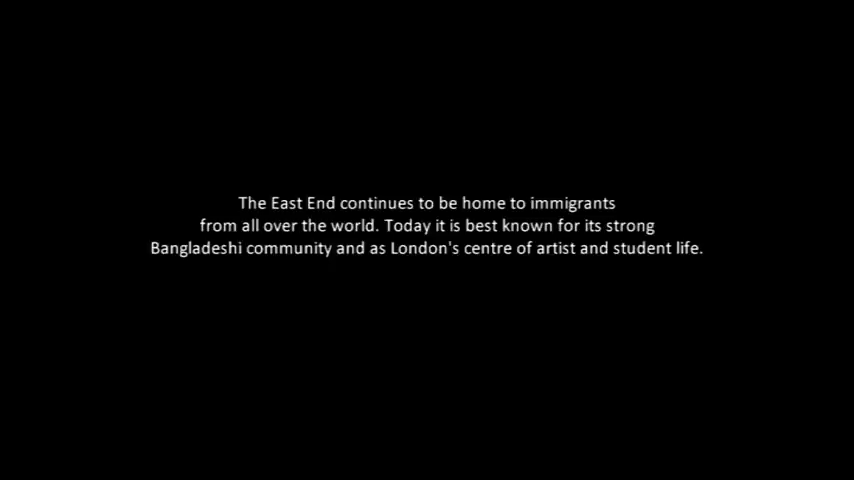 The East End continues to be home to immigrants
from all over the world. Today it is best known for its strong
Bangladeshi community and as London's centre of artist and student life.